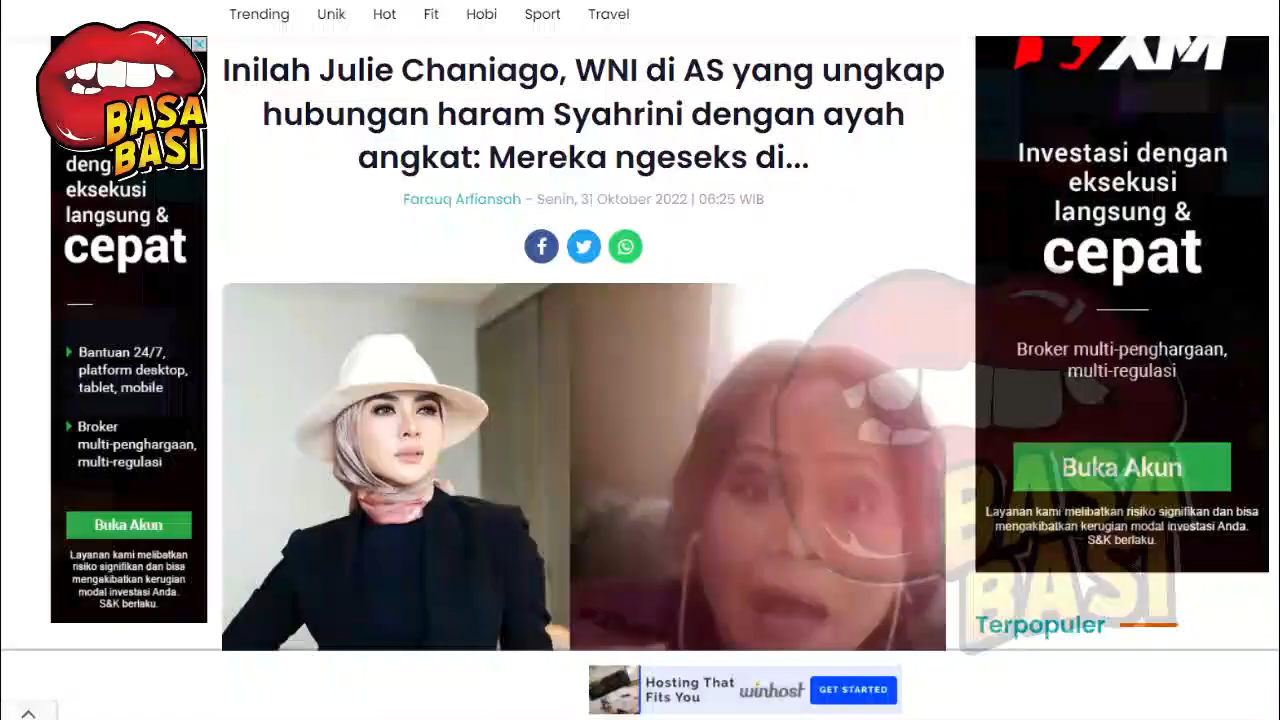 Trending Unik Hot Fit Hobi Sport Travel
Inilah Julie Chaniago, WNI di AS yang ungkap
hubungan haram Syahrini dengan ayah
angkat: Mereka ngeseks di...
Farauq Arfiansah - Senin, 31 Oktober 2022 | 06:25 WIB
BASA
BASI
deng
eksekusi
langsung &
cepat
Bantuan 24/7,
platform desktop,
tablet, mobile
Broker
multi-penghargaan,
multi-regulasi
Buka Akun
Layanan kami melibatkan
risiko signifikan dan bisa
mengakibatkan kerugian
modal investasi Anda.
S&K berlaku.
XM
Investasi dengan
eksekusi
langsung &
cepat
Broker multi-penghargaan,
multi-regulasi
Buka Akun
Layanan kami melibatkan risiko signifikan dan bisa
mengakibatkan kerugian modal investasi Anda.
S&K berlaku.
BASA
BASI
Terpopuler
Hosting That
Fits You
winhost
GET STARTED